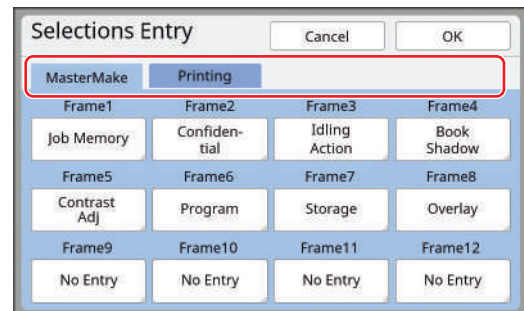 Selections Entry Cancel OK
MasterMake Printing
Frame1 Frame2 Frame3 Frame4
Job Memory
Confiden-
tial
Idling
Action
Book
Shadow
Frame5 Frame6 Frame7 Frame8
Contrast
Adj
Program
Storage
Overlay
Frame9 Frame10 Frame11 Frame12
No Entry No Entry No Entry No Entry